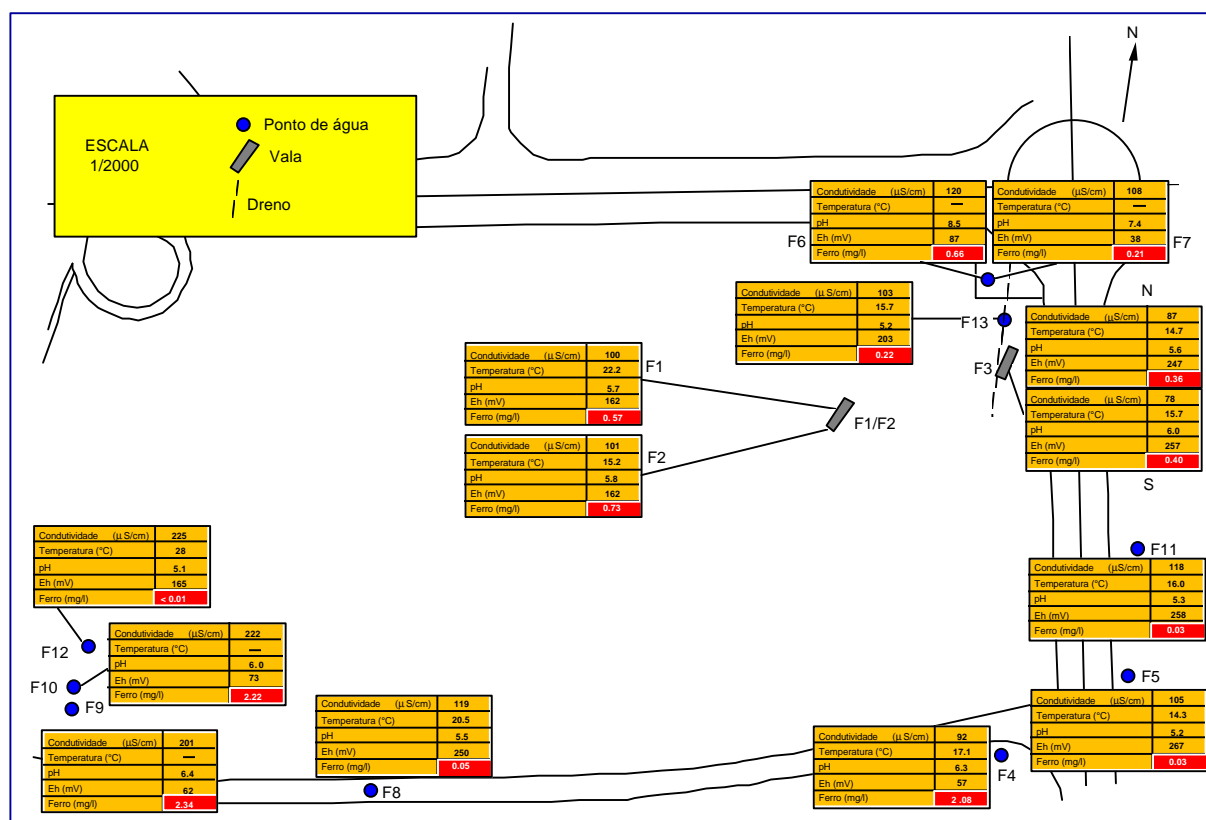 N
ESCALA
1/2000
Ponto de água
Vala
Dreno
F6
Condutividade (µS/cm) 120
Temperatura (°C) —
pH 8.5
Eh (mV) 87
Ferro (mg/l) 0.66
Condutividade (µS/cm) 108
Temperatura (°C) —
pH 7.4
Eh (mV) 38
Ferro (mg/l) 0.21
F7
Condutividade (µ S/cm) 103
Temperatura (°C) 15.7
pH 5.2
Eh (mV) 203
Ferro (mg/l) 0.22
F13
N
F3
Condutividade (µS/cm) 87
Temperatura (°C) 14.7
pH 5.6
Eh (mV) 247
Ferro (mg/l) 0.36
Condutividade (µ S/cm) 78
Temperatura (°C) 15.7
pH 6.0
Eh (mV) 257
Ferro (mg/l) 0.40
S
Condutividade (µS/cm) 100
Temperatura (°C) 22.2
pH 5.7
Eh (mV) 162
Ferro (mg/l) 0. 57
F1
F1/F2
Condutividade (µS/cm) 101
Temperatura (°C) 15.2
pH 5.8
Eh (mV) 162
Ferro (mg/l) 0.73
F2
Condutividade (µ S/cm) 225
Temperatura (°C) 28
pH 5.1
Eh (mV) 165
Ferro (mg/l) < 0.01
F12
F11
Condutividade (µS/cm) 118
Temperatura (°C) 16.0
pH 5.3
Eh (mV) 258
Ferro (mg/l) 0.03
Condutividade (µS/cm) 222
Temperatura (°C) —
pH 6.0
Eh (mV) 73
Ferro (mg/l) 2.22
F10
F9
F5
Condutividade (µS/cm) 105
Temperatura (°C) 14.3
pH 5.2
Eh (mV) 267
Ferro (mg/l) 0.03
Condutividade (µS/cm) 119
Temperatura (°C) 20.5
pH 5.5
Eh (mV) 250
Ferro (mg/l) 0.05
F8
Condutividade (µS/cm) 201
Temperatura (°C) —
pH 6.4
Eh (mV) 62
Ferro (mg/l) 2.34
Condutividade (µS/cm) 92
Temperatura (°C) 17.1
pH 6.3
Eh (mV) 57
Ferro (mg/l) 2 .08
F4